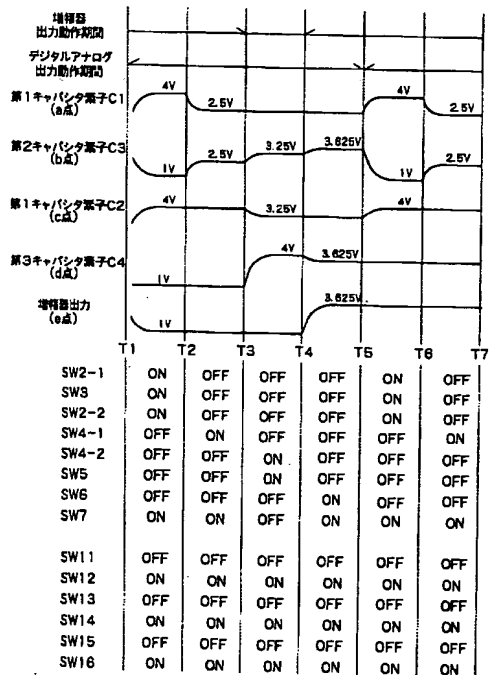 増幅器
出力動作期間
デジタルアナログ
出力動作期間
第1キャパシタ素子C1
(a点)
4V 2.5V 4V 2.5V
第2キャパシタ素子C3
(b点)
1V 2.5V 3.25V 3.625V 1V 2.5V
第1キャパシタ素子C2
(c点)
4V 3.25V 4V
第3キャパシタ素子C4
(d点)
1V 4V 3.625V
増幅器出力
(e点)
1V 3.625V
T1 T2 T3 T4 T5 T6 T7
SW2-1 ON OFF OFF OFF ON OFF
SW3 ON OFF OFF OFF ON OFF
SW2-2 ON OFF OFF OFF ON OFF
SW4-1 OFF ON OFF OFF OFF ON
SW4-2 OFF OFF ON OFF OFF OFF
SW5 OFF OFF ON OFF OFF OFF
SW6 OFF OFF OFF ON OFF OFF
SW7 ON ON OFF ON ON ON
SW11 OFF OFF OFF OFF OFF OFF
SW12 ON ON ON ON ON ON
SW13 OFF OFF OFF OFF OFF OFF
SW14 ON ON ON ON ON ON
SW15 OFF OFF OFF OFF OFF OFF
SW16 ON ON ON ON ON ON